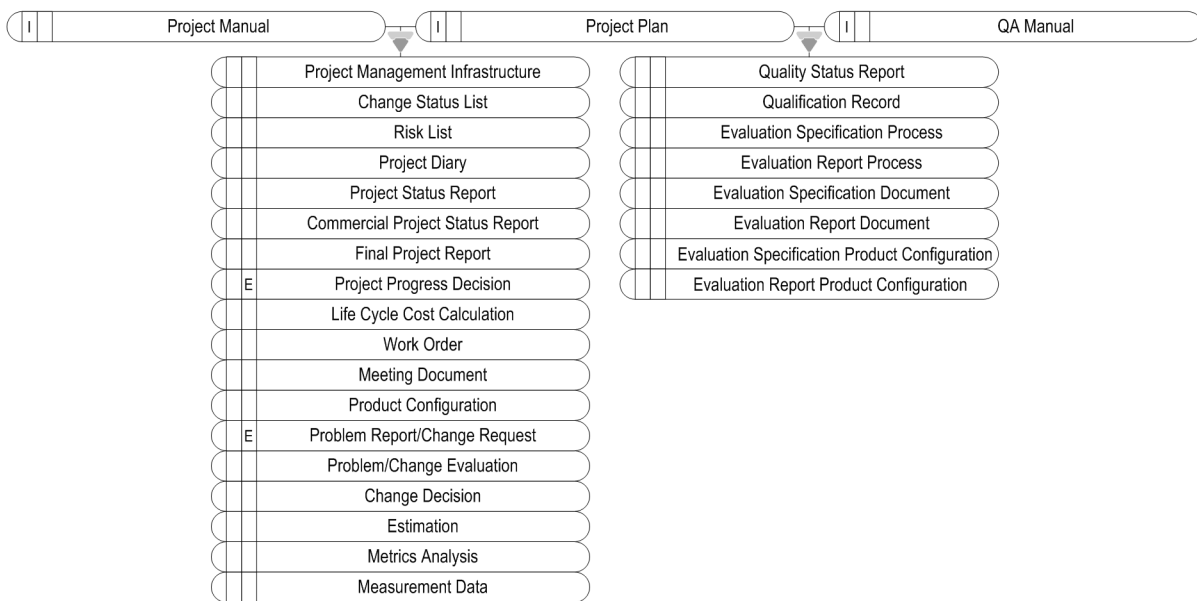 I Project Manual I Project Plan I QA Manual
Project Management Infrastructure
Change Status List
Risk List
Project Diary
Project Status Report
Commercial Project Status Report
Final Project Report
E Project Progress Decision
Life Cycle Cost Calculation
Work Order
Meeting Document
Product Configuration
E Problem Report/Change Request
Problem/Change Evaluation
Change Decision
Estimation
Metrics Analysis
Measurement Data
Quality Status Report
Qualification Record
Evaluation Specification Process
Evaluation Report Process
Evaluation Specification Document
Evaluation Report Document
Evaluation Specification Product Configuration
Evaluation Report Product Configuration